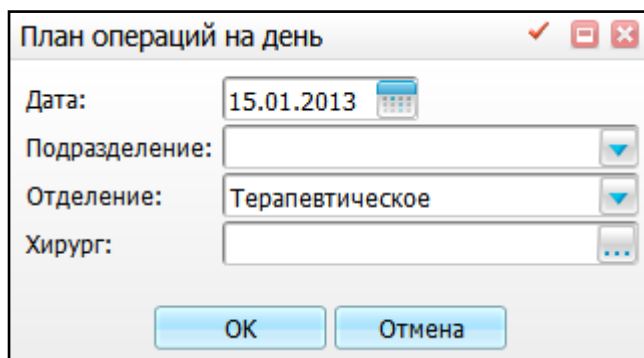 План операций на день
Дата: 15.01.2013
Подразделение:
Отделение: Терапевтическое
Хирург: ...
OK Отмена